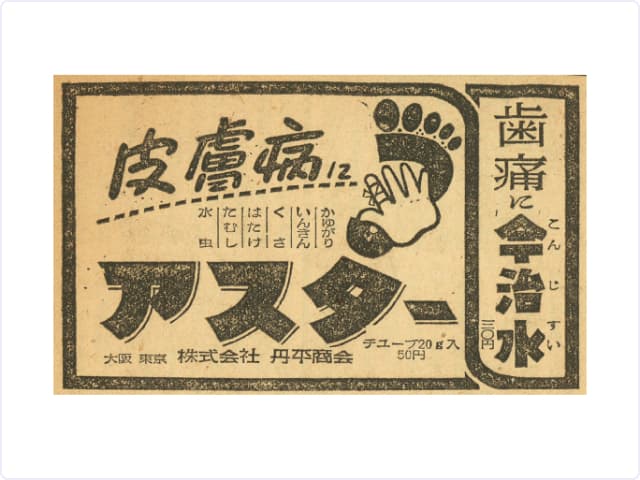 歯痛に
今治水
こんじすい
三〇円
皮膚病に
かゆがり
いんきん
くさ
はたけ
たむし
水虫
アスター
チューブ20g入
50円
大阪 東京 株式会社 丹平商会